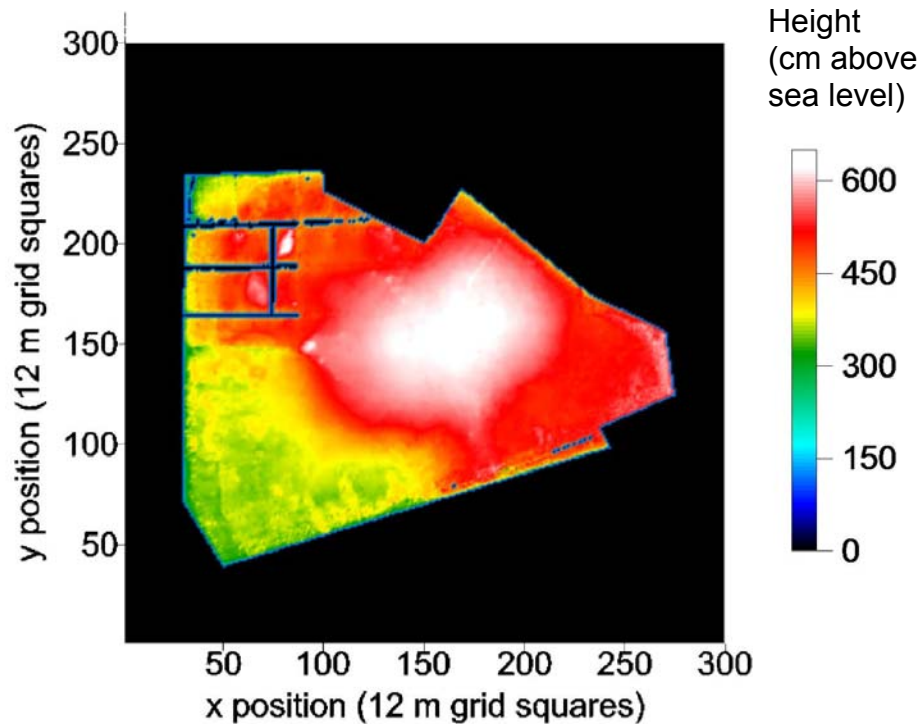 Height
(cm above
sea level)
300
250
200
150
100
50
y position (12 m grid squares)
50 100 150 200 250 300
x position (12 m grid squares)
600
450
300
150
0